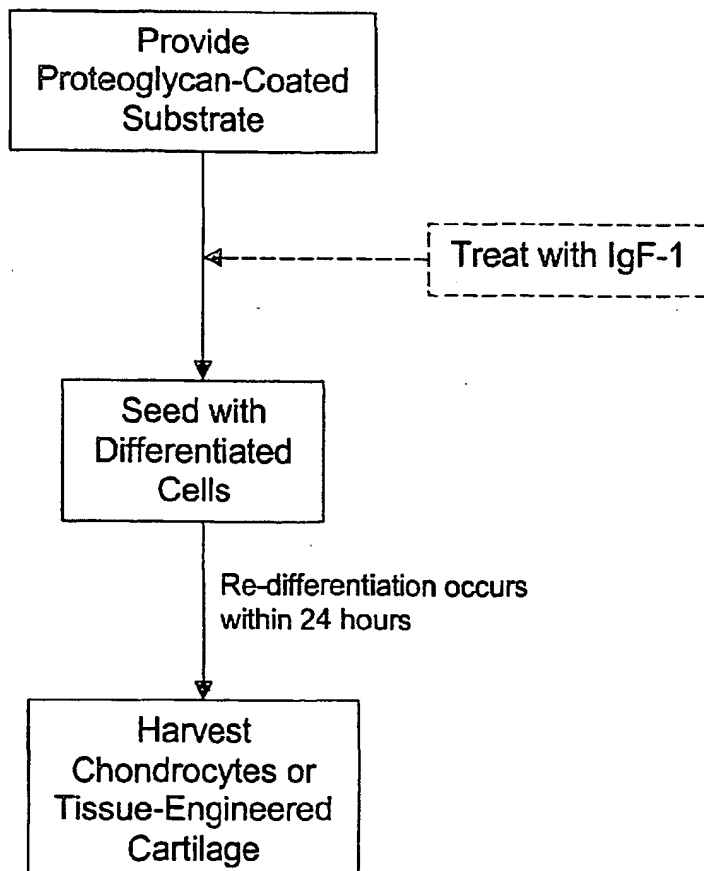 Provide
Proteoglycan-Coated
Substrate
Treat with IgF-1
Seed with
Differentiated
Cells
Re-differentiation occurs
within 24 hours
Harvest
Chondrocytes or
Tissue-Engineered
Cartilage